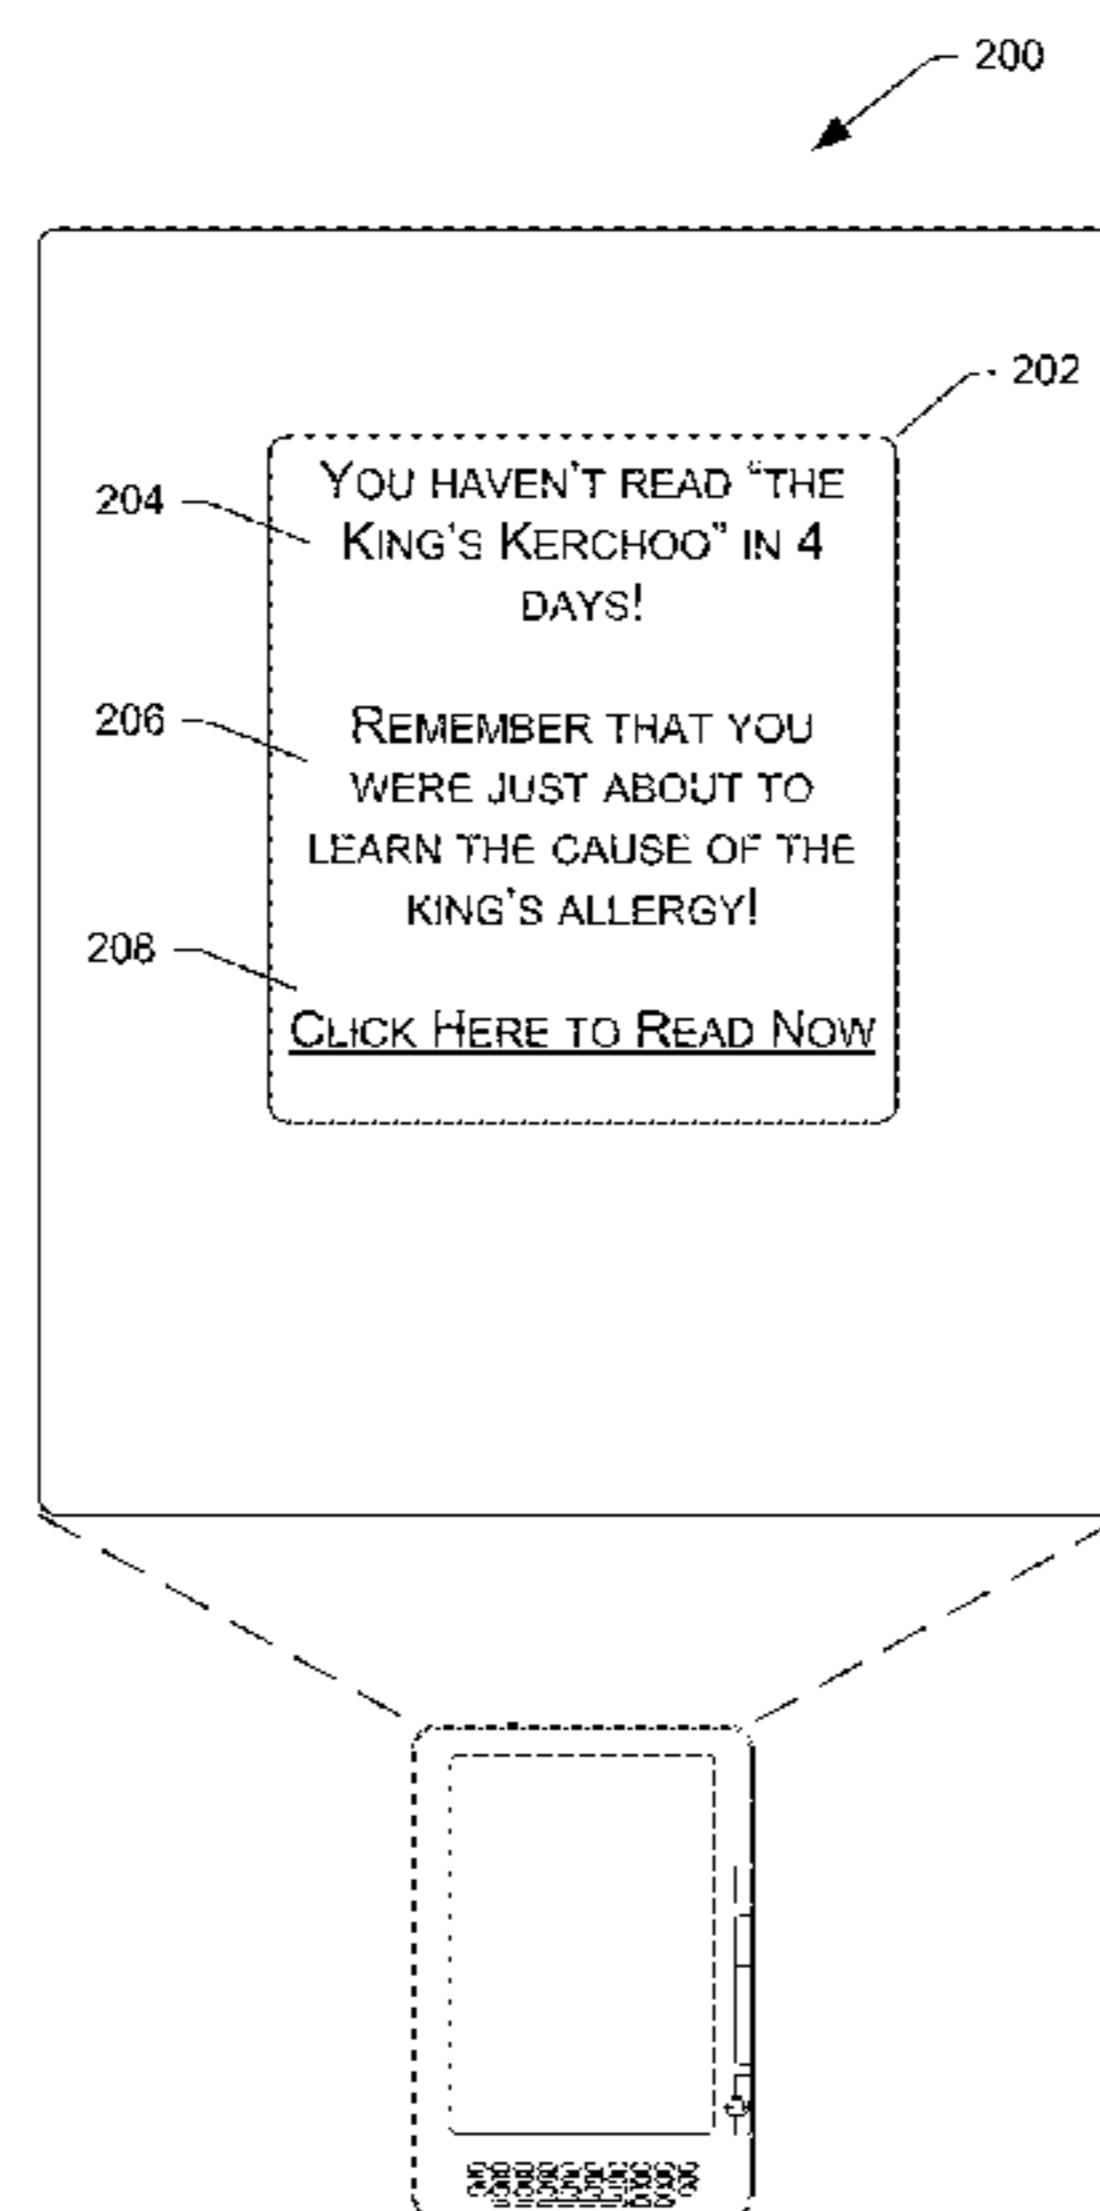 200
202
204
YOU HAVEN'T READ "THE
KING'S KERCHOO" IN 4
DAYS!
206
REMEMBER THAT YOU
WERE JUST ABOUT TO
LEARN THE CAUSE OF THE
KING'S ALLERGY!
208
CLICK HERE TO READ NOW